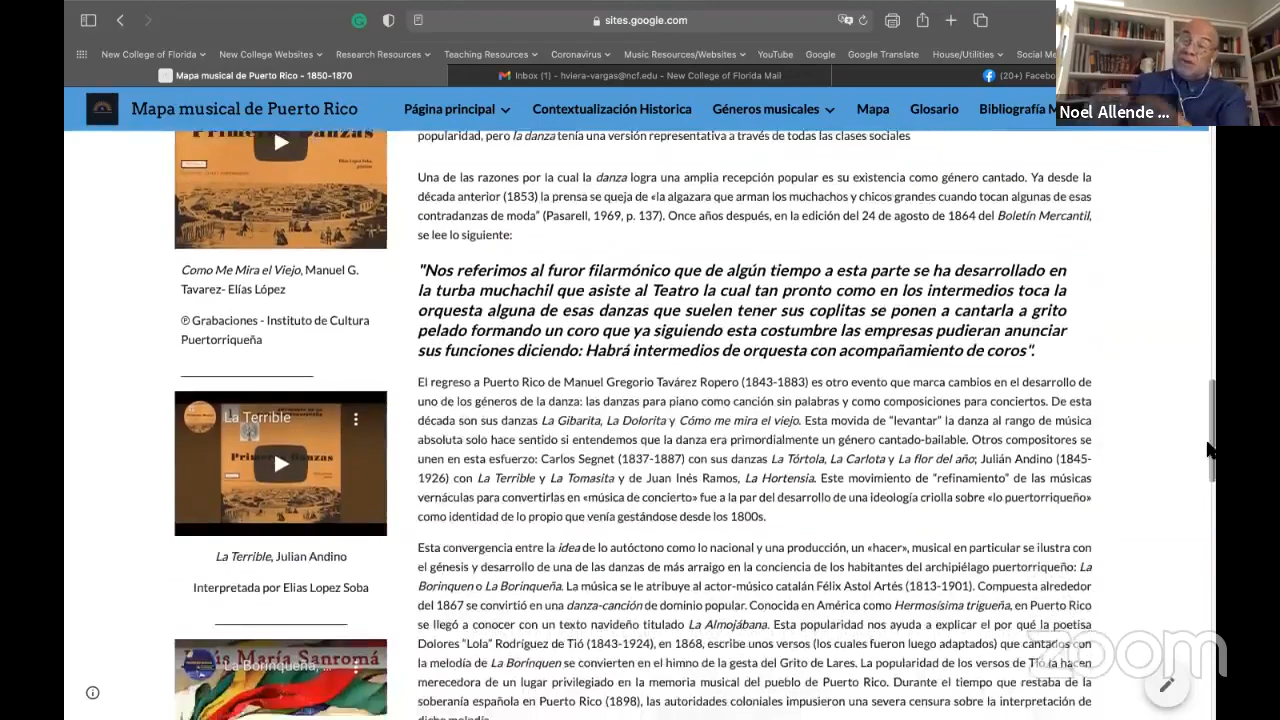 sites.google.com
New College of Florida
New College Websites
Research Resources
Teaching Resources
Coronavirus
Music Resources/Websites
YouTube
Google
Google Translate
House/Utilities
Social Me
Mapa musical de Puerto Rico - 1850-1870
Inbox (1) - hviera-vargas@ncf.edu - New College of Florida Mail
(20+) Facebo
Noel Allende ...
Mapa musical de Puerto Rico
Página principal
Contextualización Historica
Géneros musicales
Mapa
Glosario
Bibliografía M
Como Me Mira el Viejo, Manuel G.
Tavarez- Elías López
℗ Grabaciones - Instituto de Cultura
Puertorriqueña
La Terrible
La Terrible, Julian Andino
Interpretada por Elias Lopez Soba
La Borinqueña,
popularidad, pero la danza tenía una versión representativa a través de todas las clases sociales
Una de las razones por la cual la danza logra una amplia recepción popular es su existencia como género cantado. Ya desde la
década anterior (1853) la prensa se queja de «la algazara que arman los muchachos y chicos grandes cuando tocan algunas de esas
contradanzas de moda” (Pasarell, 1969, p. 137). Once años después, en la edición del 24 de agosto de 1864 del Boletín Mercantil,
se lee lo siguiente:
"Nos referimos al furor filarmónico que de algún tiempo a esta parte se ha desarrollado en
la turba muchachil que asiste al Teatro la cual tan pronto como en los intermedios toca la
orquesta alguna de esas danzas que suelen tener sus coplitas se ponen a cantarla a grito
pelado formando un coro que ya siguiendo esta costumbre las empresas pudieran anunciar
sus funciones diciendo: Habrá intermedios de orquesta con acompañamiento de coros".
El regreso a Puerto Rico de Manuel Gregorio Tavárez Ropero (1843-1883) es otro evento que marca cambios en el desarrollo de
uno de los géneros de la danza: las danzas para piano como canción sin palabras y como composiciones para conciertos. De esta
década son sus danzas La Gibarita, La Dolorita y Cómo me mira el viejo. Esta movida de “levantar” la danza al rango de música
absoluta solo hace sentido si entendemos que la danza era primordialmente un género cantado-bailable. Otros compositores se
unen en esta esfuerzo: Carlos Segnet (1837-1887) con sus danzas La Tórtola, La Carlota y La flor del año; Julián Andino (1845-
1926) con La Terrible y La Tomasita y de Juan Inés Ramos, La Hortensia. Este movimiento de “refinamiento” de las músicas
vernáculas para convertirlas en «música de concierto» fue a la par del desarrollo de una ideología criolla sobre «lo puertorriqueño»
como identidad de lo propio que venía gestándose desde los 1800s.
Esta convergencia entre la idea de lo autóctono como lo nacional y una producción, un «hacer», musical en particular se ilustra con
el génesis y desarrollo de una de las danzas de más arraigo en la conciencia de los habitantes del archipiélago puertorriqueño: La
Borinquen o La Borinqueña. La música se le atribuye al actor-músico catalán Félix Astol Artés (1813-1901). Compuesta alrededor
del 1867 se convirtió en una danza-canción de dominio popular. Conocida en América como Hermosísima trigueña, en Puerto Rico
se llegó a conocer con un texto navideño titulado La Almojábana. Esta popularidad nos ayuda a explicar el por qué la poetisa
Dolores “Lola” Rodríguez de Tió (1843-1924), en 1868, escribe unos versos (los cuales fueron luego adaptados) que cantados con
la melodía de La Borinquen se convierten en el himno de la gesta del Grito de Lares. La popularidad de los versos de Tió la hacen
merecedora de un lugar privilegiado en la memoria musical del pueblo de Puerto Rico. Durante el tiempo que restaba de la
soberanía española en Puerto Rico (1898), las autoridades coloniales impusieron una severa censura sobre la interpretación de
dicha melodía.
zoom